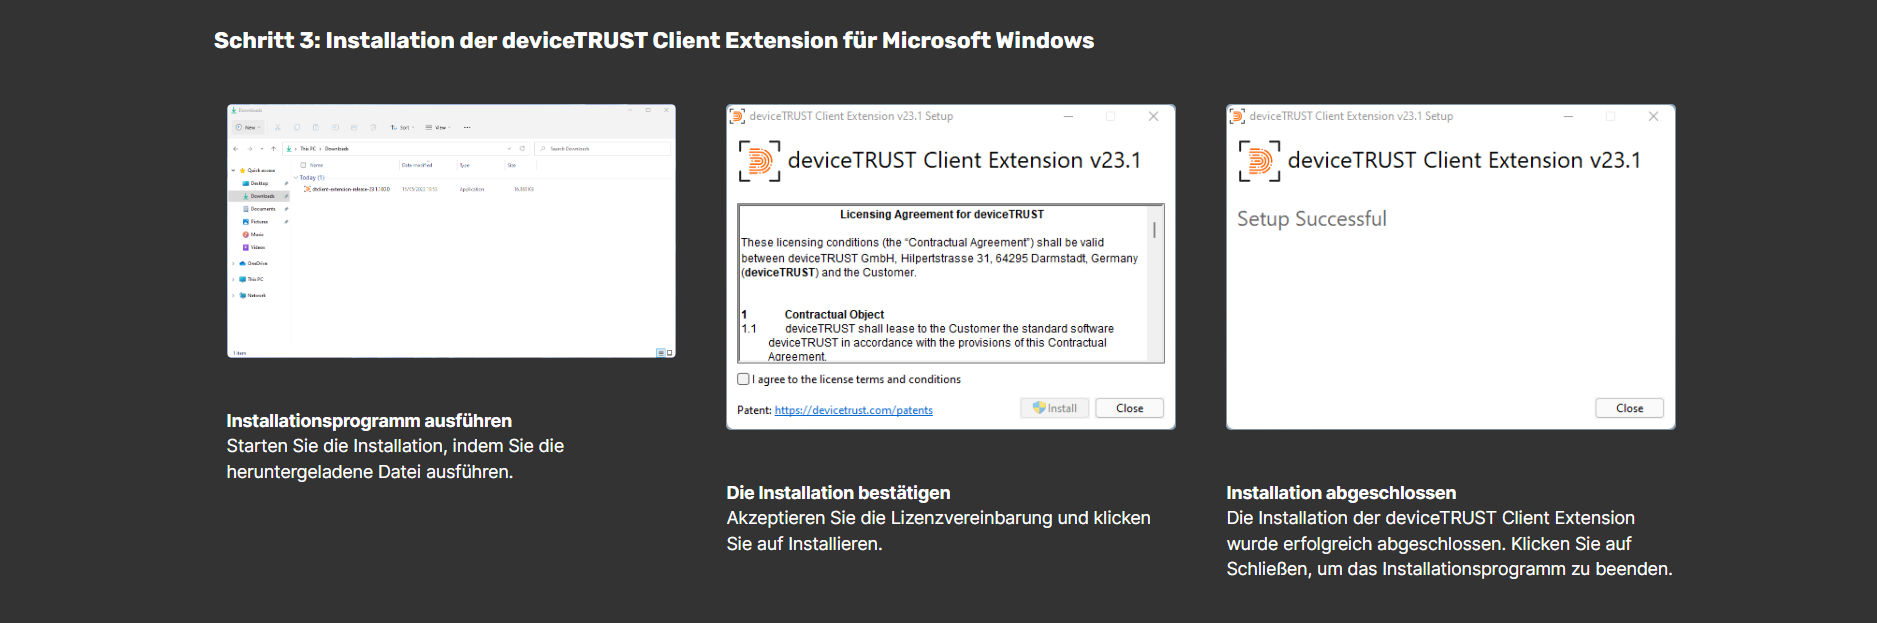 Schritt 3: Installation der deviceTRUST Client Extension für Microsoft Windows
Downloads
New
Sort
View
This PC > Downloads
Search Downloads
Name
Date modified
Type
Size
Today (1)
Application
Quick access
Desktop
Downloads
Documents
Pictures
Music
Videos
OneDrive
This PC
Network
1 item
Installationsprogramm ausführen
Starten Sie die Installation, indem Sie die
heruntergeladene Datei ausführen.
deviceTRUST Client Extension v23.1 Setup
deviceTRUST Client Extension v23.1
Licensing Agreement for deviceTRUST
These licensing conditions (the “Contractual Agreement”) shall be valid
between deviceTRUST GmbH, Hilpertstrasse 31, 64295 Darmstadt, Germany
(deviceTRUST) and the Customer.
1 Contractual Object
1.1 deviceTRUST shall lease to the Customer the standard software
deviceTRUST in accordance with the provisions of this Contractual
Agreement.
I agree to the license terms and conditions
Patent: https://devicetrust.com/patents
Install
Close
Die Installation bestätigen
Akzeptieren Sie die Lizenzvereinbarung und klicken
Sie auf Installieren.
deviceTRUST Client Extension v23.1 Setup
deviceTRUST Client Extension v23.1
Setup Successful
Close
Installation abgeschlossen
Die Installation der deviceTRUST Client Extension
wurde erfolgreich abgeschlossen. Klicken Sie auf
Schließen, um das Installationsprogramm zu beenden.